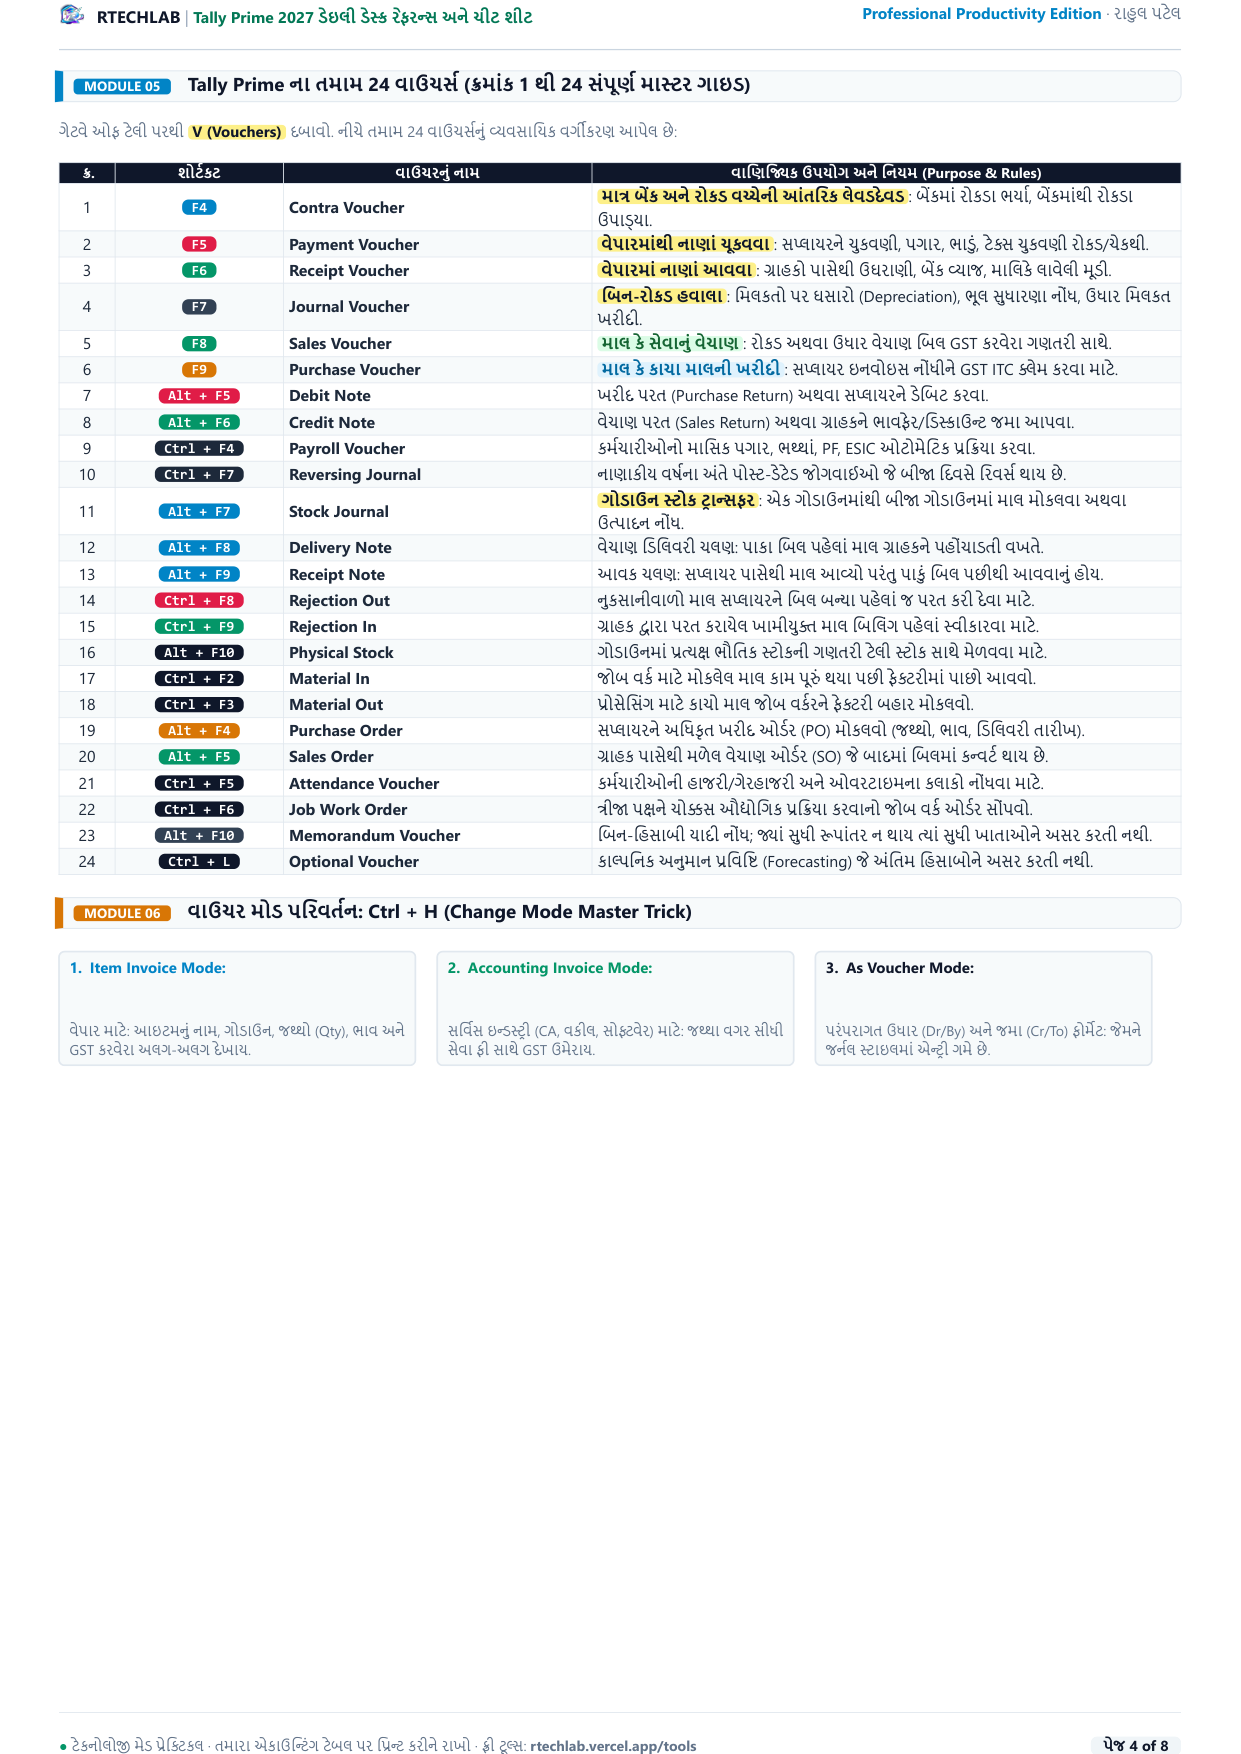 RTECHLAB | Tally Prime 2027 ડેઇલી ડેસ્ક રેફરન્સ અને ચીટ શીટ
Professional Productivity Edition · રાહુલ પટેલ
MODULE 05 Tally Prime ના તમામ 24 વાઉચર્સ (ક્રમાંક 1 થી 24 સંપૂર્ણ માસ્ટર ગાઇડ)
ગેટવે ઓફ ટેલી પરથી V (Vouchers) દબાવો. નીચે તમામ 24 વાઉચર્સનું વ્યવસાયિક વર્ગીકરણ આપેલ છે:
ક્ર. શોર્ટકટ વાઉચરનું નામ વાણિજ્યિક ઉપયોગ અને નિયમ (Purpose & Rules)
1 F4 Contra Voucher માત્ર બેંક અને રોકડ વચ્ચેની આંતરિક લેવડદેવડ : બેંકમાં રોકડા ભર્યા, બેંકમાંથી રોકડા
ઉપાડ્યા.
2 F5 Payment Voucher વેપારમાંથી નાણાં ચૂકવવા : સપ્લાયરને ચુકવણી, પગાર, ભાડું, ટેક્સ ચુકવણી રોકડ/ચેકથી.
3 F6 Receipt Voucher વેપારમાં નાણાં આવવા : ગ્રાહકો પાસેથી ઉઘરાણી, બેંક વ્યાજ, માલિકે લાવેલી મૂડી.
4 F7 Journal Voucher બિન-રોકડ હવાલા : મિલકતો પર ઘસારો (Depreciation), ભૂલ સુધારણા નોંધ, ઉધાર મિલકત
ખરીદી.
5 F8 Sales Voucher માલ કે સેવાનું વેચાણ : રોકડ અથવા ઉધાર વેચાણ બિલ GST કરવેરા ગણતરી સાથે.
6 F9 Purchase Voucher માલ કે કાચા માલની ખરીદી : સપ્લાયર ઇનવોઇસ નોંધીને GST ITC ક્લેમ કરવા માટે.
7 Alt + F5 Debit Note ખરીદ પરત (Purchase Return) અથવા સપ્લાયરને ડેબિટ કરવા.
8 Alt + F6 Credit Note વેચાણ પરત (Sales Return) અથવા ગ્રાહકને ભાવફેર/ડિસ્કાઉન્ટ જમા આપવા.
9 Ctrl + F4 Payroll Voucher કર્મચારીઓનો માસિક પગાર, ભથ્થાં, PF, ESIC ઓટોમેટિક પ્રક્રિયા કરવા.
10 Ctrl + F7 Reversing Journal નાણાકીય વર્ષના અંતે પોસ્ટ-ડેટેડ જોગવાઈઓ જે બીજા દિવસે રિવર્સ થાય છે.
11 Alt + F7 Stock Journal ગોડાઉન સ્ટોક ટ્રાન્સફર : એક ગોડાઉનમાંથી બીજા ગોડાઉનમાં માલ મોકલવા અથવા
ઉત્પાદન નોંધ.
12 Alt + F8 Delivery Note વેચાણ ડિલિવરી ચલણ: પાકા બિલ પહેલાં માલ ગ્રાહકને પહોંચાડતી વખતે.
13 Alt + F9 Receipt Note આવક ચલણ: સપ્લાયર પાસેથી માલ આવ્યો પરંતુ પાકું બિલ પછીથી આવવાનું હોય.
14 Ctrl + F8 Rejection Out નુકસાનીવાળો માલ સપ્લાયરને બિલ બન્યા પહેલાં જ પરત કરી દેવા માટે.
15 Ctrl + F9 Rejection In ગ્રાહક દ્વારા પરત કરાયેલ ખામીયુક્ત માલ બિલિંગ પહેલાં સ્વીકારવા માટે.
16 Alt + F10 Physical Stock ગોડાઉનમાં પ્રત્યક્ષ ભૌતિક સ્ટોકની ગણતરી ટેલી સ્ટોક સાથે મેળવવા માટે.
17 Ctrl + F2 Material In જોબ વર્ક માટે મોકલેલ માલ કામ પૂરું થયા પછી ફેક્ટરીમાં પાછો આવવો.
18 Ctrl + F3 Material Out પ્રોસેસિંગ માટે કાચો માલ જોબ વર્કરને ફેક્ટરી બહાર મોકલવો.
19 Alt + F4 Purchase Order સપ્લાયરને અધિકૃત ખરીદ ઓર્ડર (PO) મોકલવો (જથ્થો, ભાવ, ડિલિવરી તારીખ).
20 Alt + F5 Sales Order ગ્રાહક પાસેથી મળેલ વેચાણ ઓર્ડર (SO) જે બાદમાં બિલમાં કન્વર્ટ થાય છે.
21 Ctrl + F5 Attendance Voucher કર્મચારીઓની હાજરી/ગેરહાજરી અને ઓવરટાઇમના કલાકો નોંધવા માટે.
22 Ctrl + F6 Job Work Order ત્રીજા પક્ષને ચોક્કસ ઔદ્યોગિક પ્રક્રિયા કરવાનો જોબ વર્ક ઓર્ડર સોંપવો.
23 Alt + F10 Memorandum Voucher બિન-હિસાબી યાદી નોંધ; જ્યાં સુધી રૂપાંતર ન થાય ત્યાં સુધી ખાતાઓને અસર કરતી નથી.
24 Ctrl + L Optional Voucher કાલ્પનિક અનુમાન પ્રવિષ્ટિ (Forecasting) જે અંતિમ હિસાબોને અસર કરતી નથી.
MODULE 06 વાઉચર મોડ પરિવર્તન: Ctrl + H (Change Mode Master Trick)
1. Item Invoice Mode:
વેપાર માટે: આઇટમનું નામ, ગોડાઉન, જથ્થો (Qty), ભાવ અને
GST કરવેરા અલગ-અલગ દેખાય.
2. Accounting Invoice Mode:
સર્વિસ ઇન્ડસ્ટ્રી (CA, વકીલ, સોફ્ટવેર) માટે: જથ્થા વગર સીધી
સેવા ફી સાથે GST ઉમેરાય.
3. As Voucher Mode:
પરંપરાગત ઉધાર (Dr/By) અને જમા (Cr/To) ફોર્મેટ: જેમને
જર્નલ સ્ટાઇલમાં એન્ટ્રી ગમે છે.
● ટેકનોલોજી મેડ પ્રેક્ટિકલ · તમારા એકાઉન્ટિંગ ટેબલ પર પ્રિન્ટ કરીને રાખો · ફ્રી ટૂલ્સ: rtechlab.vercel.app/tools
પેજ 4 of 8